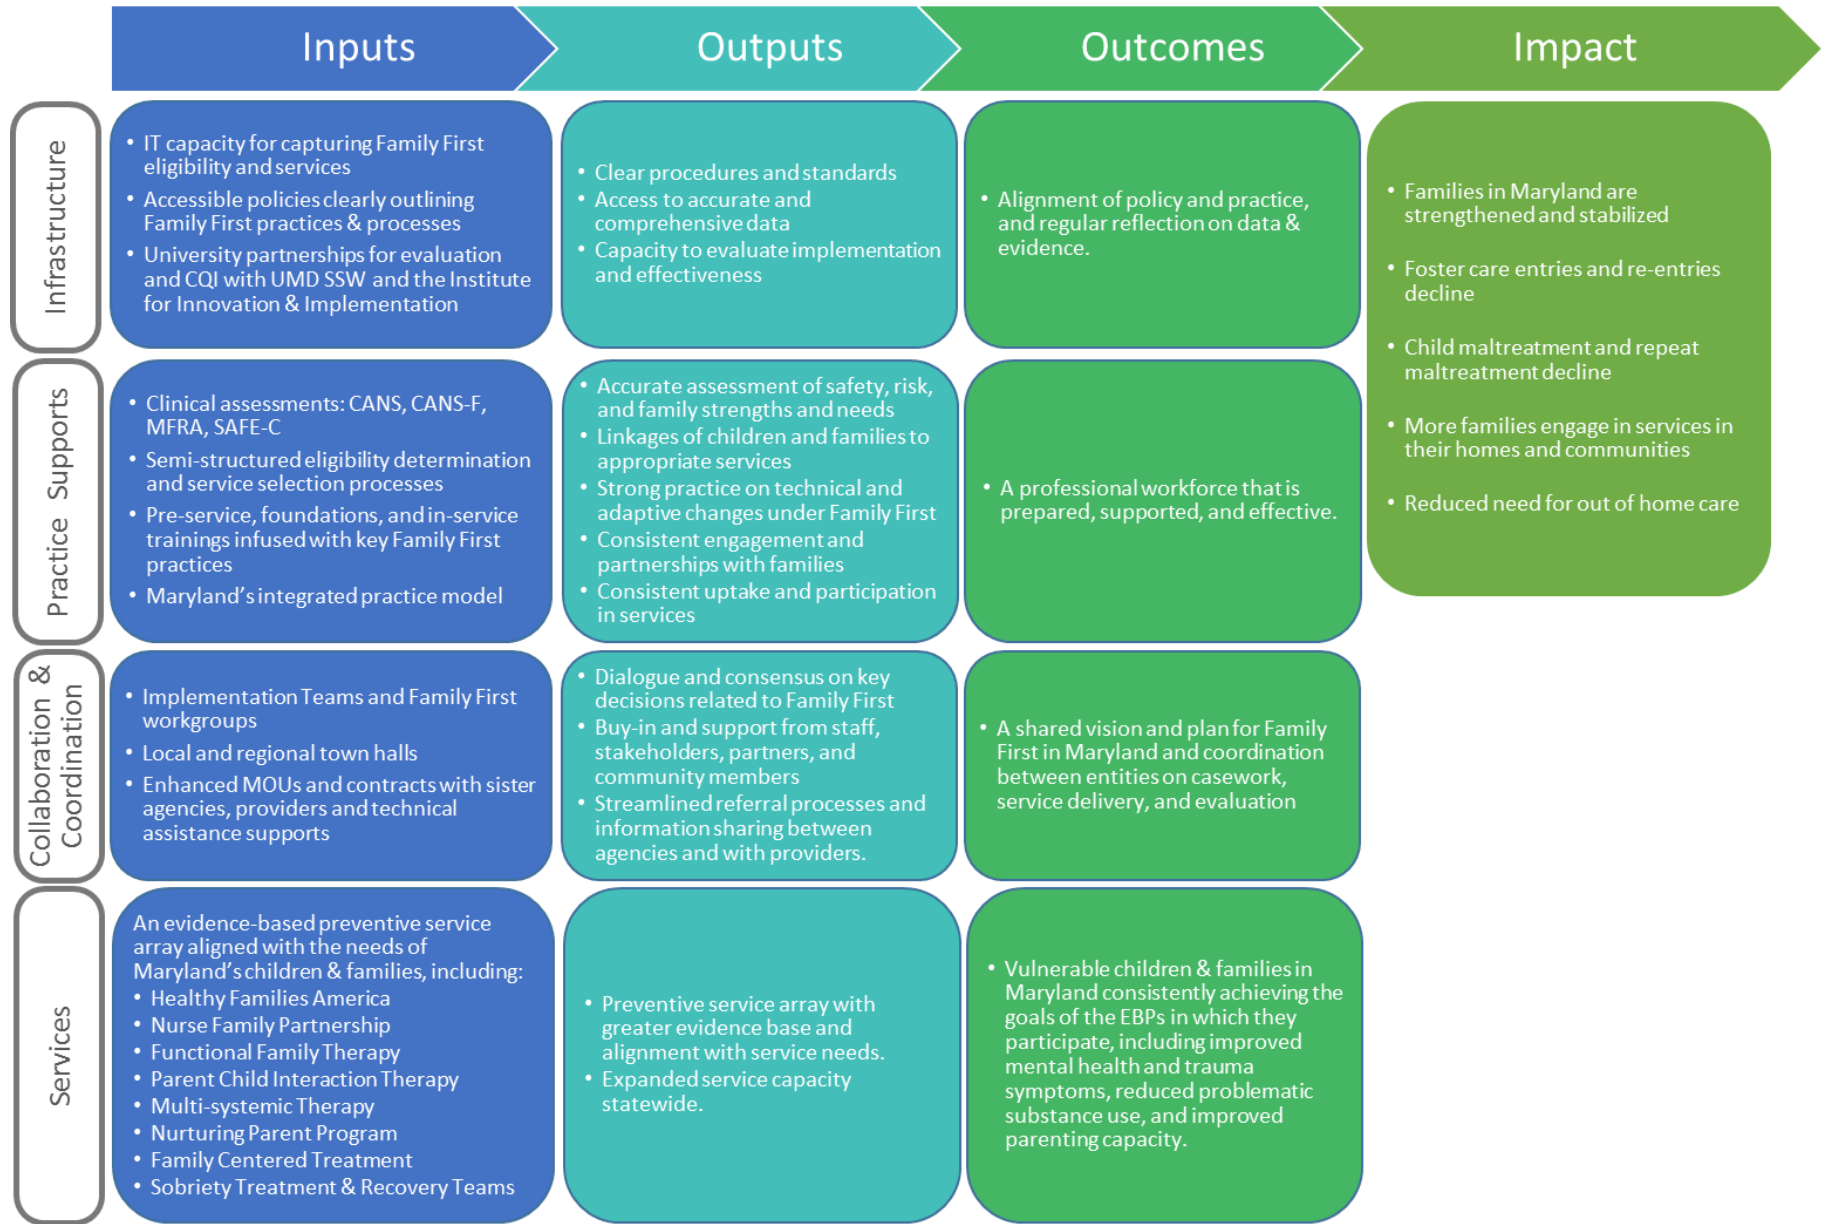 Inputs
Outputs
Outcomes
Impact
Infrastructure
• IT capacity for capturing Family First
eligibility and services
• Accessible policies clearly outlining
Family First practices & processes
• University partnerships for evaluation
and CQI with UMD SSW and the Institute
for Innovation & Implementation
• Clear procedures and standards
• Access to accurate and
comprehensive data
• Capacity to evaluate implementation
and effectiveness
• Alignment of policy and practice,
and regular reflection on data &
evidence.
• Families in Maryland are
strengthened and stabilized
• Foster care entries and re-entries
decline
• Child maltreatment and repeat
maltreatment decline
• More families engage in services in
their homes and communities
• Reduced need for out of home care
Practice Supports
• Clinical assessments: CANS, CANS-F,
MFRA, SAFE-C
• Semi-structured eligibility determination
and service selection processes
• Pre-service, foundations, and in-service
trainings infused with key Family First
practices
• Maryland's integrated practice model
• Accurate assessment of safety, risk,
and family strengths and needs
• Linkages of children and families to
appropriate services
• Strong practice on technical and
adaptive changes under Family First
• Consistent engagement and
partnerships with families
• Consistent uptake and participation
in services
• A professional workforce that is
prepared, supported, and effective.
Collaboration &
Coordination
• Implementation Teams and Family First
workgroups
• Local and regional town halls
• Enhanced MOUs and contracts with sister
agencies, providers and technical
assistance supports
• Dialogue and consensus on key
decisions related to Family First
• Buy-in and support from staff,
stakeholders, partners, and
community members
• Streamlined referral processes and
information sharing between
agencies and with providers.
• A shared vision and plan for Family
First in Maryland and coordination
between entities on casework,
service delivery, and evaluation
Services
An evidence-based preventive service
array aligned with the needs of
Maryland's children & families, including:
• Healthy Families America
• Nurse Family Partnership
• Functional Family Therapy
• Parent Child Interaction Therapy
• Multi-systemic Therapy
• Nurturing Parent Program
• Family Centered Treatment
• Sobriety Treatment & Recovery Teams
• Preventive service array with
greater evidence base and
alignment with service needs.
• Expanded service capacity
statewide.
• Vulnerable children & families in
Maryland consistently achieving the
goals of the EBPs in which they
participate, including improved
mental health and trauma
symptoms, reduced problematic
substance use, and improved
parenting capacity.